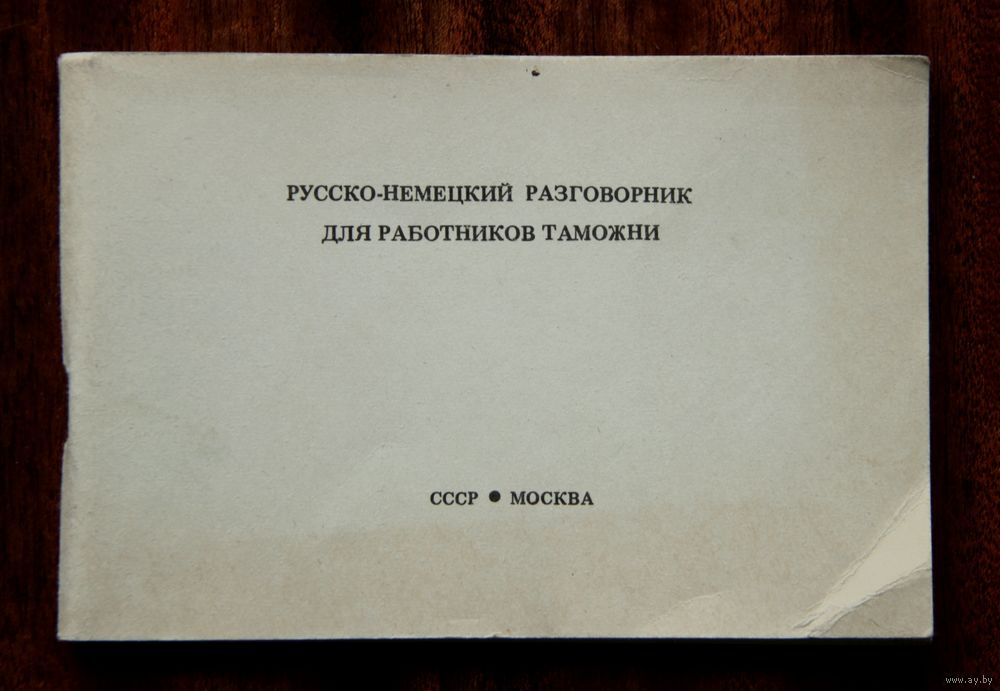 РУССКО-НЕМЕЦКИЙ РАЗГОВОРНИК
ДЛЯ РАБОТНИКОВ ТАМОЖНИ
СССР ● МОСКВА
www.ay.by